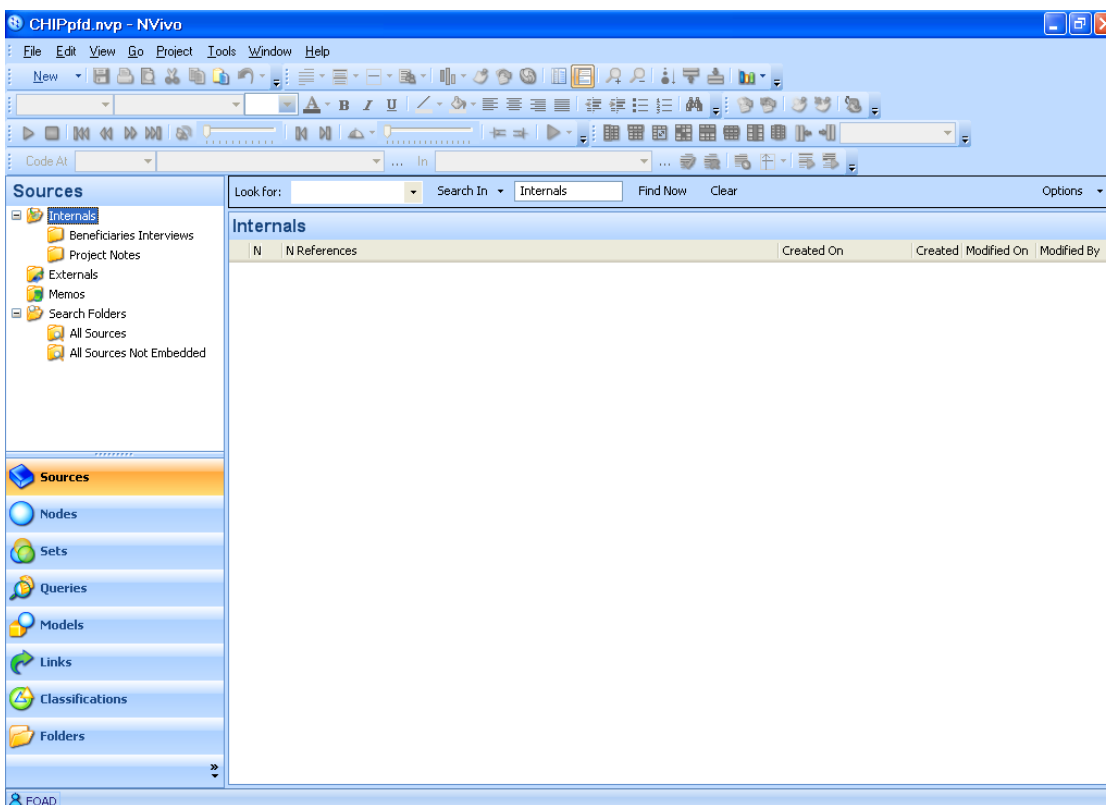 CHIPpfd.nvp - NVivo
File Edit View Go Project Tools Window Help
New
A B I U
Code At ... In ...
Sources
Look for: Search In Internals Find Now Clear Options
Internals
Beneficiaries Interviews
Project Notes
Externals
Memos
Search Folders
All Sources
All Sources Not Embedded
Internals
N N References Created On Created Modified On Modified By
Sources
Nodes
Sets
Queries
Models
Links
Classifications
Folders
FOAD